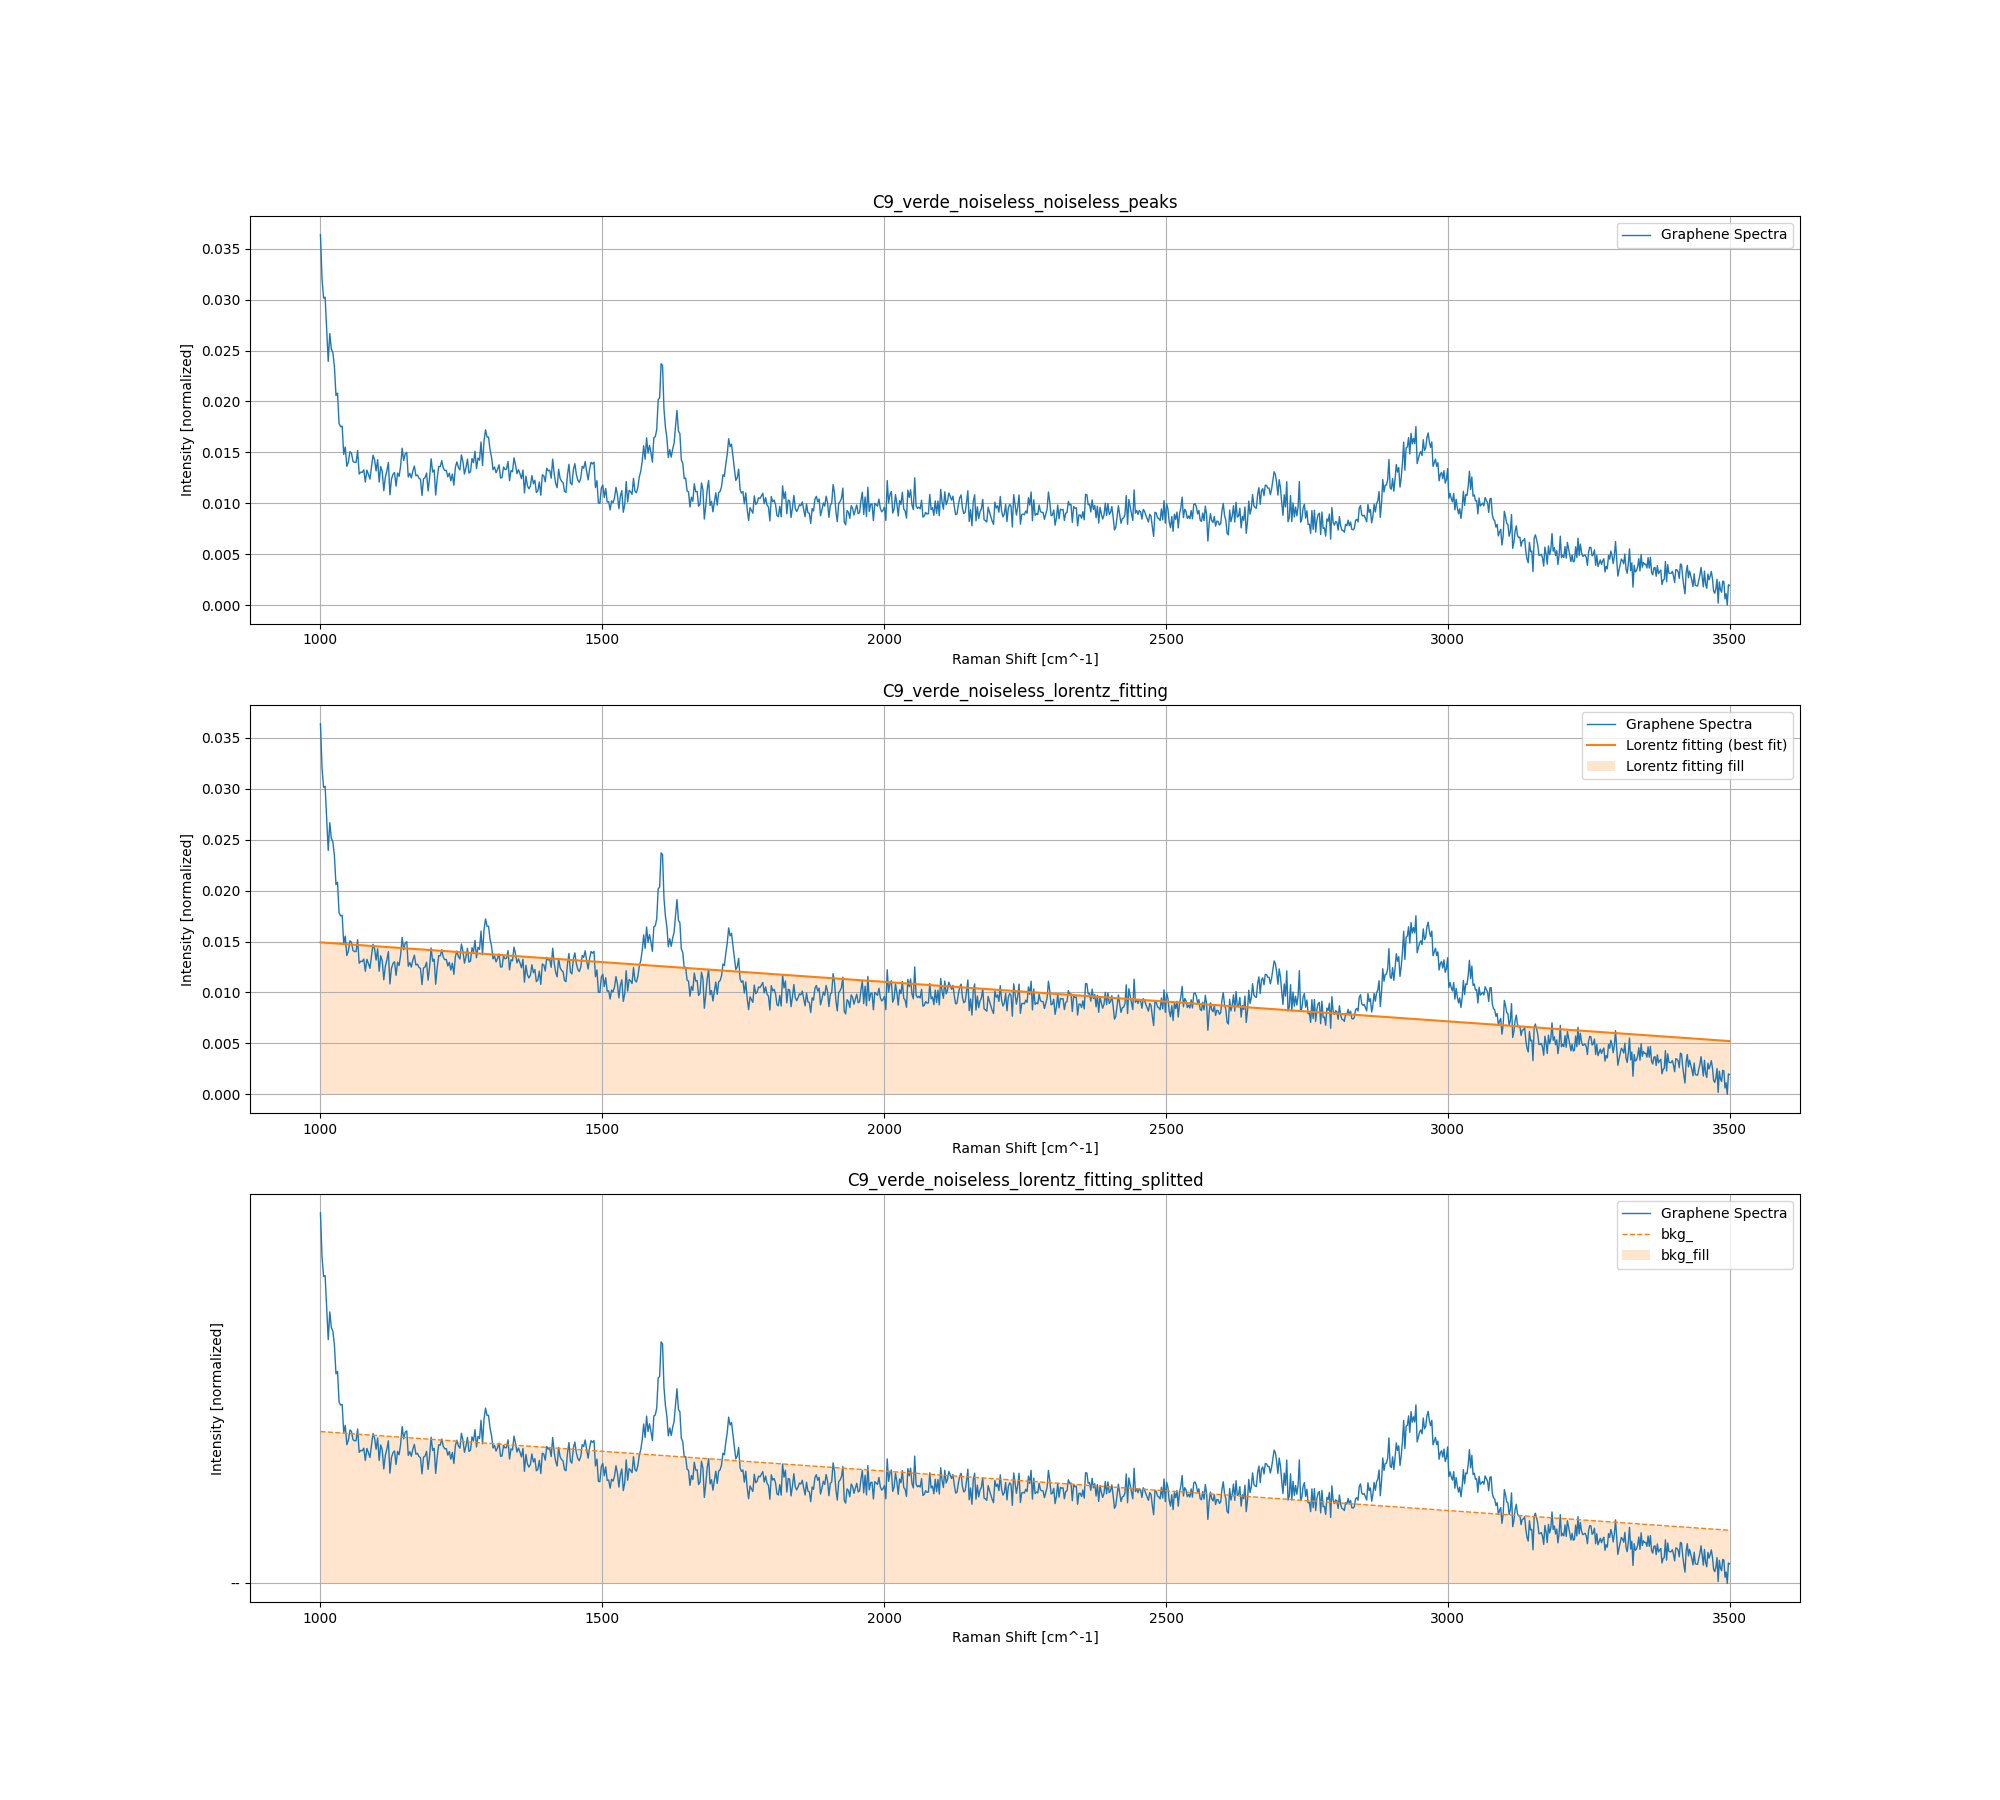 C9_verde_noiseless_noiseless_peaks
Graphene Spectra
Intensity [normalized]
0.035
0.030
0.025
0.020
0.015
0.010
0.005
0.000
1000 1500 2000 2500 3000 3500
Raman Shift [cm^-1]
C9_verde_noiseless_lorentz_fitting
Graphene Spectra
Lorentz fitting (best fit)
Lorentz fitting fill
Intensity [normalized]
0.035
0.030
0.025
0.020
0.015
0.010
0.005
0.000
1000 1500 2000 2500 3000 3500
Raman Shift [cm^-1]
C9_verde_noiseless_lorentz_fitting_splitted
Graphene Spectra
bkg_
bkg_fill
Intensity [normalized]
--
1000 1500 2000 2500 3000 3500
Raman Shift [cm^-1]